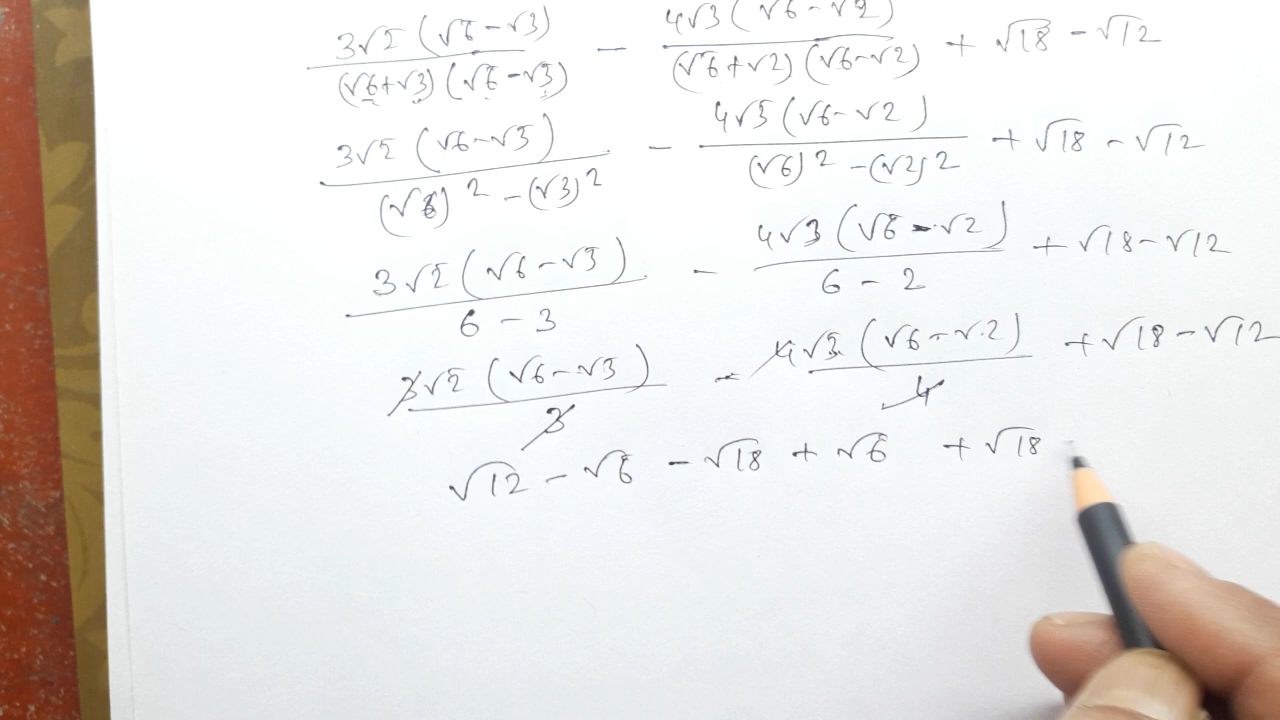 3√2 (√6 - √3) / (√6+√3) (√6 - √3) - 4√3 (√6 - √2) / (√6+√2) (√6-√2) + √18 - √12
3√2 (√6 - √3) / (√6)² - (√3)² - 4√3 (√6 - √2) / (√6)² - (√2)² + √18 - √12
3√2 (√6 - √3) / 6 - 3 - 4√3 (√6 - √2) / 6 - 2 + √18 - √12
3√2 (√6 - √3) / 3 - 4√3 (√6 - √2) / 4 + √18 - √12
√12 - √6 - √18 + √6 + √18